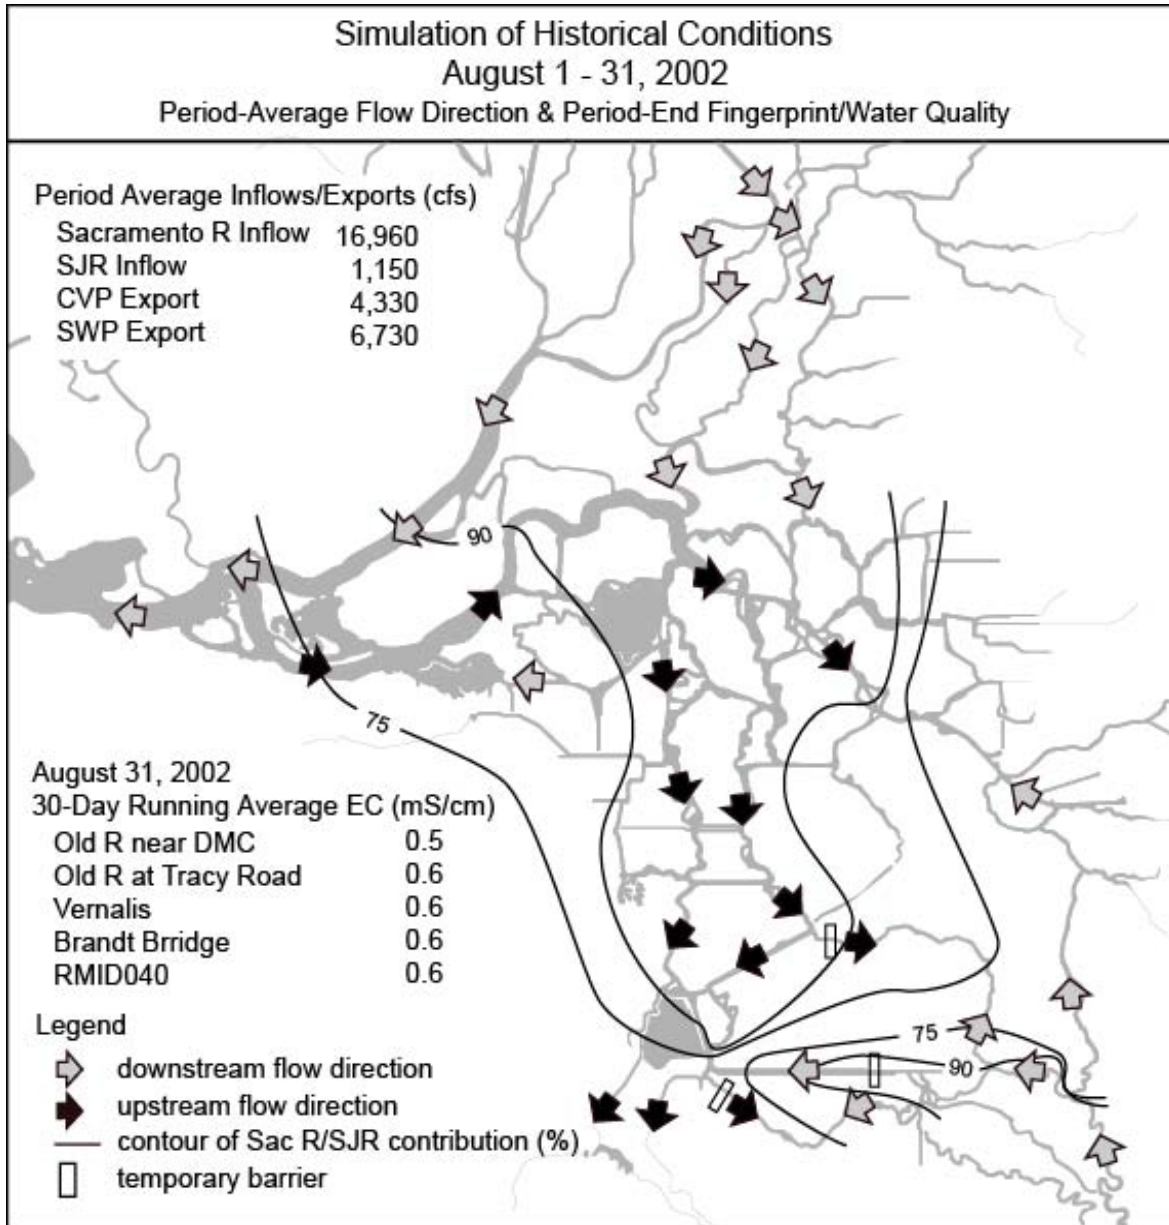 Simulation of Historical Conditions
August 1 - 31, 2002
Period-Average Flow Direction & Period-End Fingerprint/Water Quality
Period Average Inflows/Exports (cfs)
Sacramento R Inflow 16,960
SJR Inflow 1,150
CVP Export 4,330
SWP Export 6,730
90
75
August 31, 2002
30-Day Running Average EC (mS/cm)
Old R near DMC 0.5
Old R at Tracy Road 0.6
Vernalis 0.6
Brandt Brridge 0.6
RMID040 0.6
75
90
Legend
downstream flow direction
upstream flow direction
contour of Sac R/SJR contribution (%)
temporary barrier